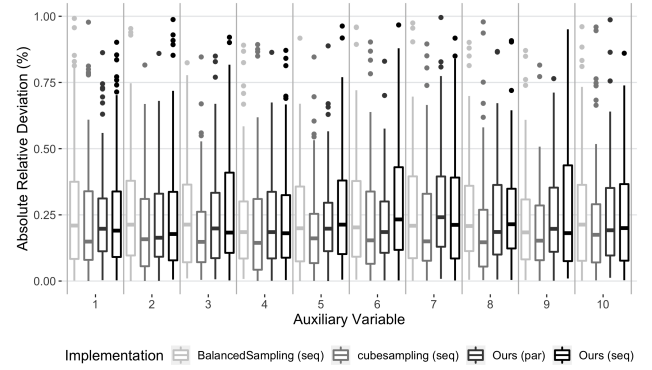 1.00
0.75
0.50
0.25
0.00
Absolute Relative Deviation (%)
1 2 3 4 5 6 7 8 9 10
Auxiliary Variable
Implementation BalancedSampling (seq) cubesampling (seq) Ours (par) Ours (seq)